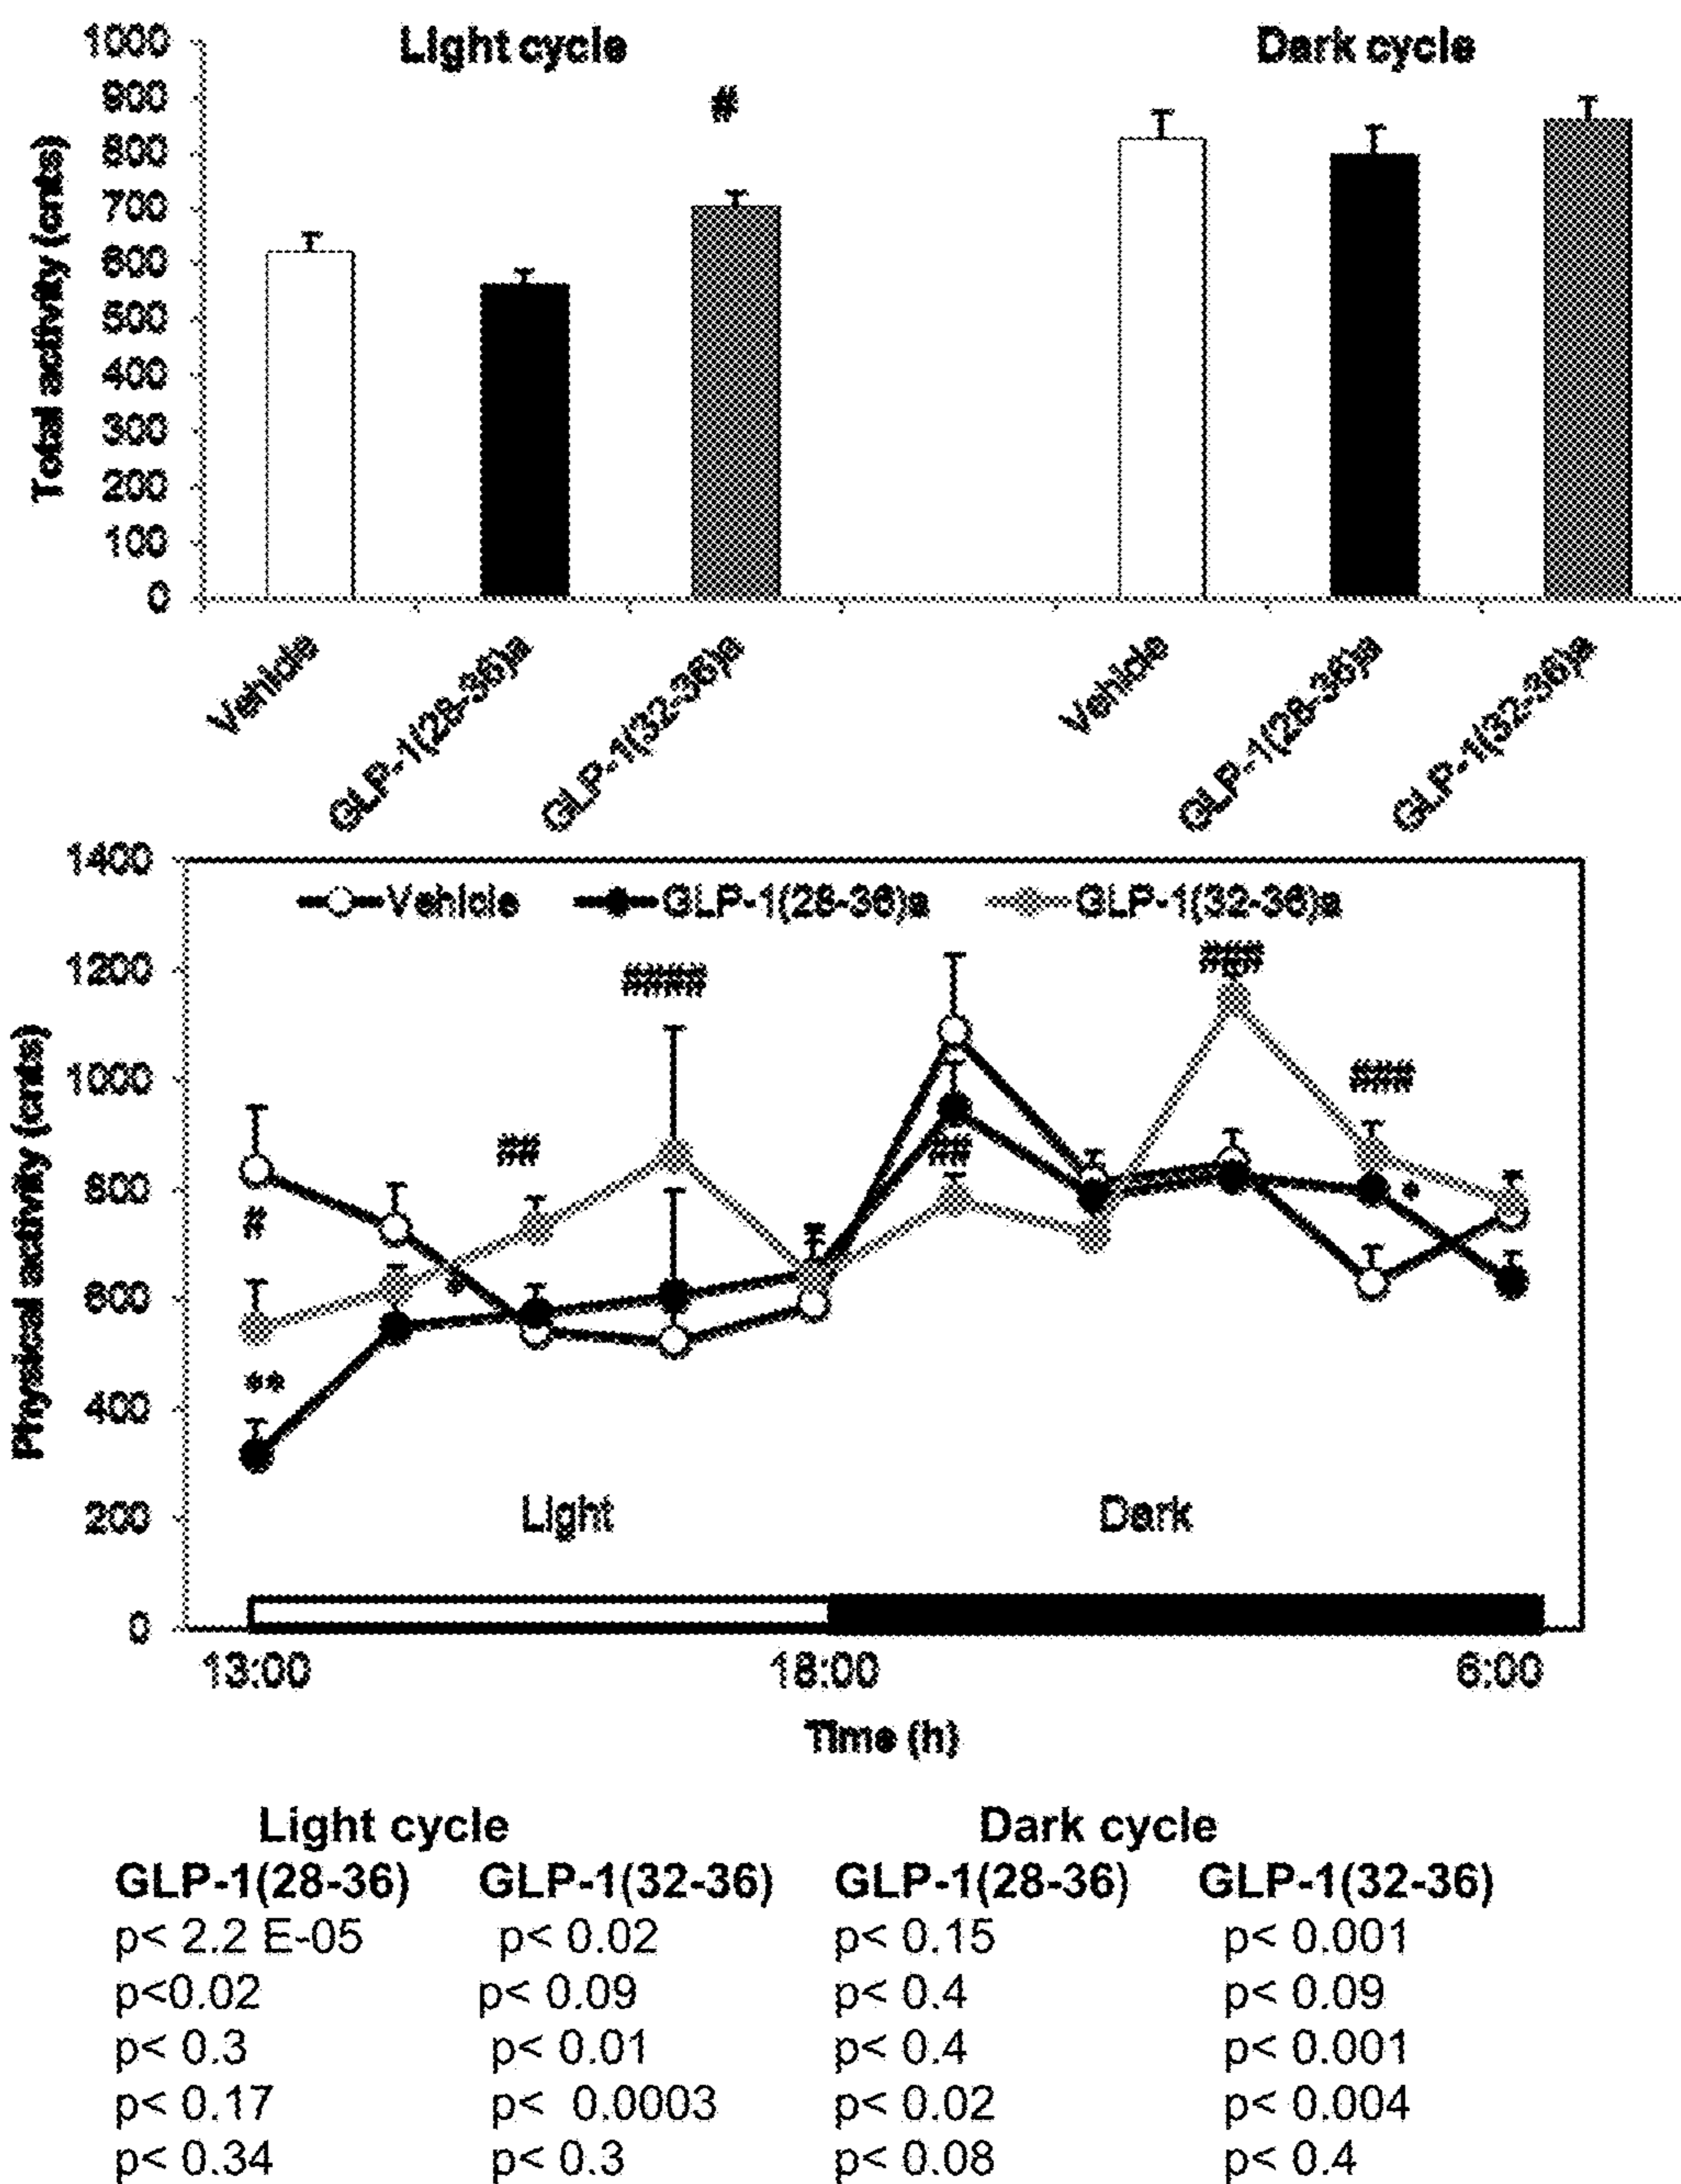 Light cycle Dark cycle
#
1000
900
800
700
600
500
400
300
200
100
0
Total activity (cnts)
Vehicle GLP-1(28-36)a GLP-1(32-36)a Vehicle GLP-1(28-36)a GLP-1(32-36)a
1400
1200
1000
800
600
400
200
0
Physical activity (cnts)
Vehicle GLP-1(28-36)a GLP-1(32-36)a
###
####
###
##
##
#
*
*
**
Light Dark
13:00 18:00 6:00
Time (h)
Light cycle Dark cycle
GLP-1(28-36) GLP-1(32-36) GLP-1(28-36) GLP-1(32-36)
p< 2.2 E-05 p< 0.02 p< 0.15 p< 0.001
p<0.02 p< 0.09 p< 0.4 p< 0.09
p< 0.3 p< 0.01 p< 0.4 p< 0.001
p< 0.17 p< 0.0003 p< 0.02 p< 0.004
p< 0.34 p< 0.3 p< 0.08 p< 0.4